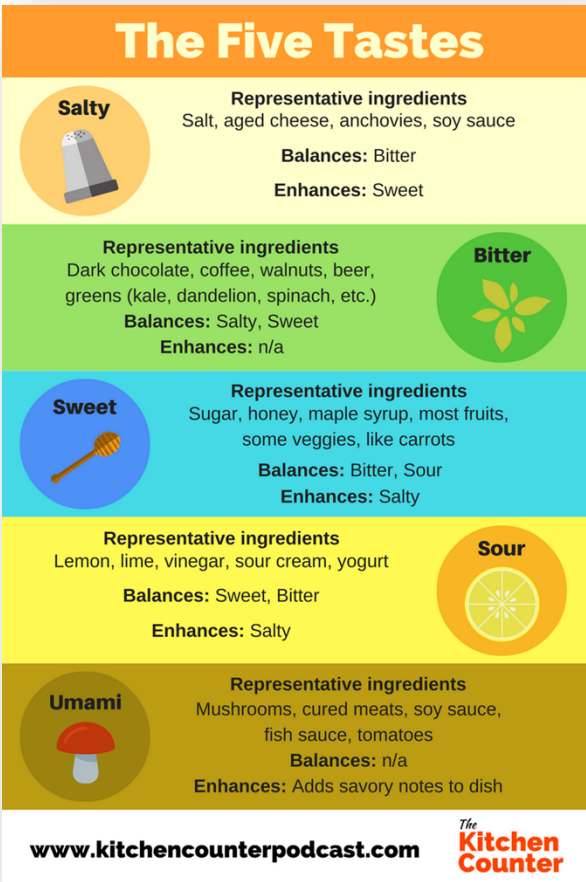 The Five Tastes
Salty
Representative ingredients
Salt, aged cheese, anchovies, soy sauce
Balances: Bitter
Enhances: Sweet
Representative ingredients
Dark chocolate, coffee, walnuts, beer,
greens (kale, dandelion, spinach, etc.)
Balances: Salty, Sweet
Enhances: n/a
Bitter
Sweet
Representative ingredients
Sugar, honey, maple syrup, most fruits,
some veggies, like carrots
Balances: Bitter, Sour
Enhances: Salty
Representative ingredients
Lemon, lime, vinegar, sour cream, yogurt
Balances: Sweet, Bitter
Enhances: Salty
Sour
Umami
Representative ingredients
Mushrooms, cured meats, soy sauce,
fish sauce, tomatoes
Balances: n/a
Enhances: Adds savory notes to dish
www.kitchencounterpodcast.com
The
Kitchen
Counter